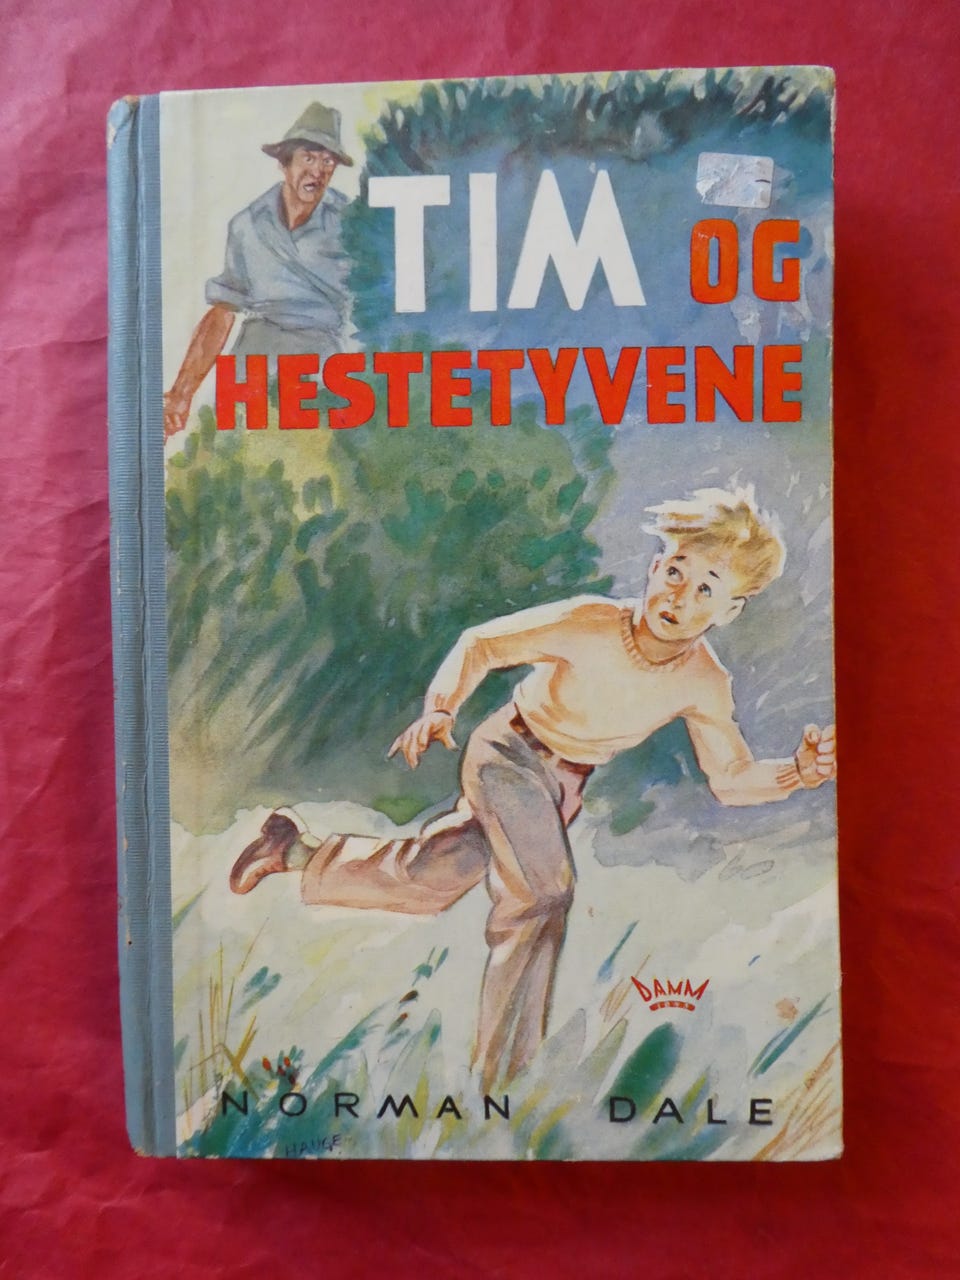 TIM OG
HESTETYVENE
DAMM
NORMAN DALE
HAUGE